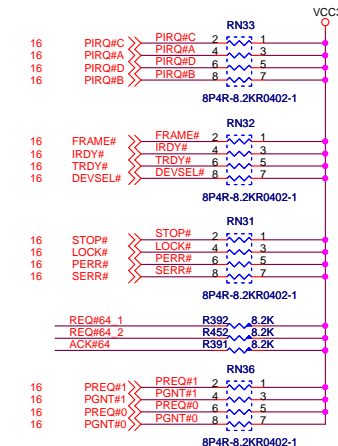 VCC3
RN33
16 PIRQ#C PIRQ#C 2 1
16 PIRQ#A PIRQ#A 4 3
16 PIRQ#D PIRQ#D 6 5
16 PIRQ#B PIRQ#B 8 7
8P4R-8.2KR0402-1
RN32
16 FRAME# FRAME# 2 1
16 IRDY# IRDY# 4 3
16 TRDY# TRDY# 6 5
16 DEVSEL# DEVSEL# 8 7
8P4R-8.2KR0402-1
RN31
16 STOP# STOP# 2 1
16 LOCK# LOCK# 4 3
16 PERR# PERR# 6 5
16 SERR# SERR# 8 7
8P4R-8.2KR0402-1
REQ#64_1 R392 8.2K
REQ#64_2 R452 8.2K
ACK#64 R391 8.2K
RN36
16 PREQ#1 PREQ#1 2 1
16 PGNT#1 PGNT#1 4 3
16 PREQ#0 PREQ#0 6 5
16 PGNT#0 PGNT#0 8 7
8P4R-8.2KR0402-1